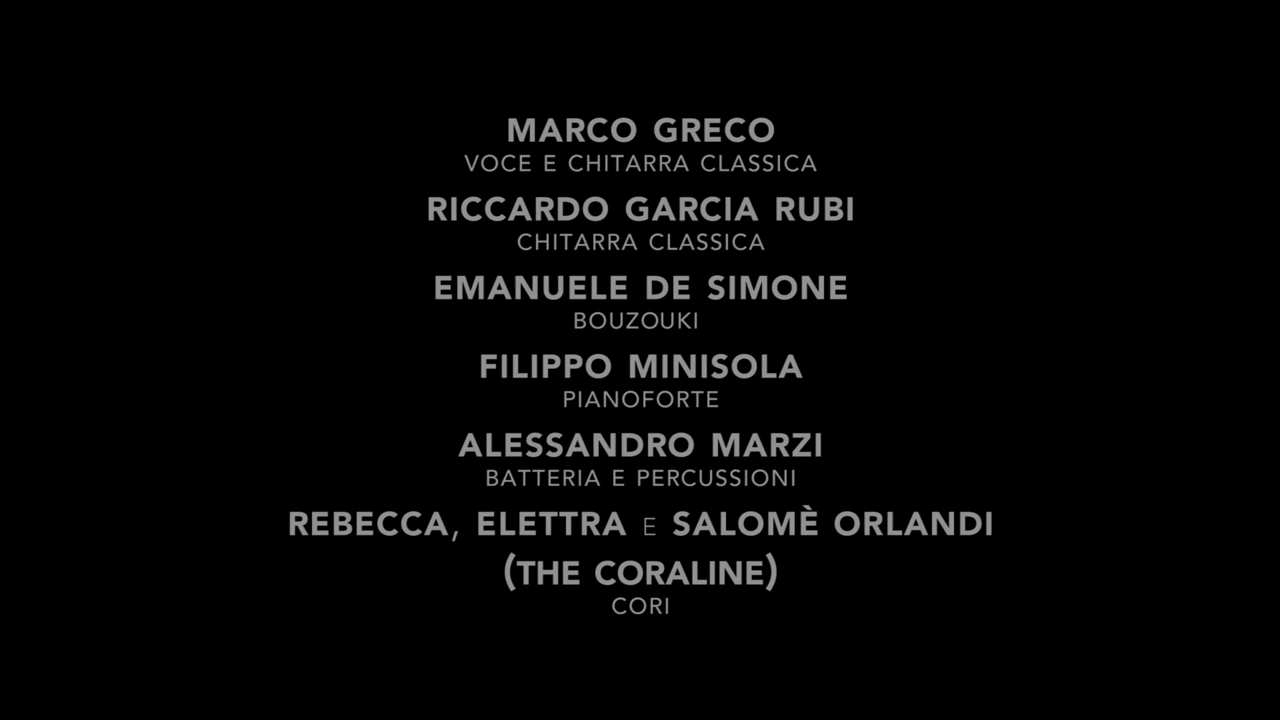 MARCO GRECO
VOCE E CHITARRA CLASSICA
RICCARDO GARCIA RUBI
CHITARRA CLASSICA
EMANUELE DE SIMONE
BOUZOUKI
FILIPPO MINISOLA
PIANOFORTE
ALESSANDRO MARZI
BATTERIA E PERCUSSIONI
REBECCA, ELETTRA E SALOMÈ ORLANDI
(THE CORALINE)
CORI